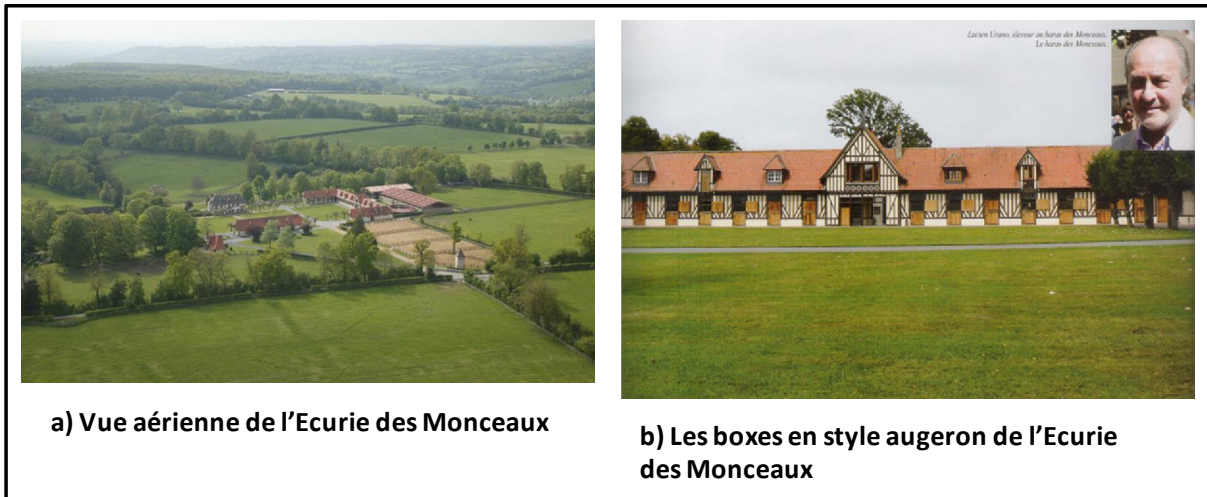 Lucien Urano, éleveur au haras des Monceaux.
Le haras des Monceaux.
a) Vue aérienne de l'Ecurie des Monceaux
b) Les boxes en style augeron de l'Ecurie
des Monceaux